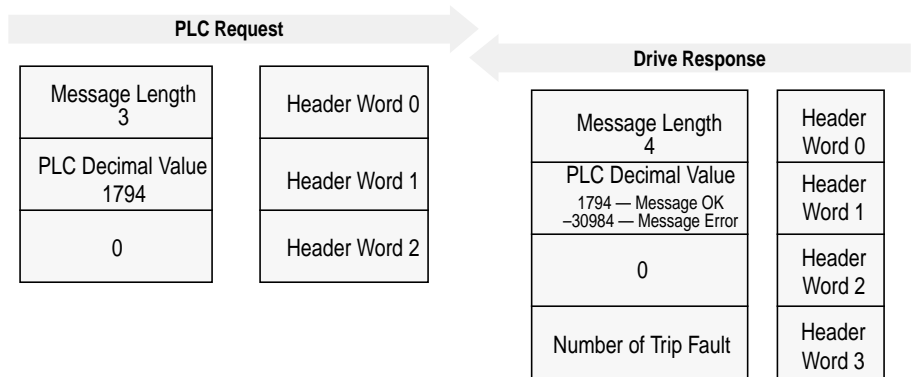 PLC Request
Message Length
3
Header Word 0
PLC Decimal Value
1794
Header Word 1
0
Header Word 2
Drive Response
Message Length
4
Header
Word 0
PLC Decimal Value
1794 — Message OK
–30984 — Message Error
Header
Word 1
0
Header
Word 2
Number of Trip Fault
Header
Word 3